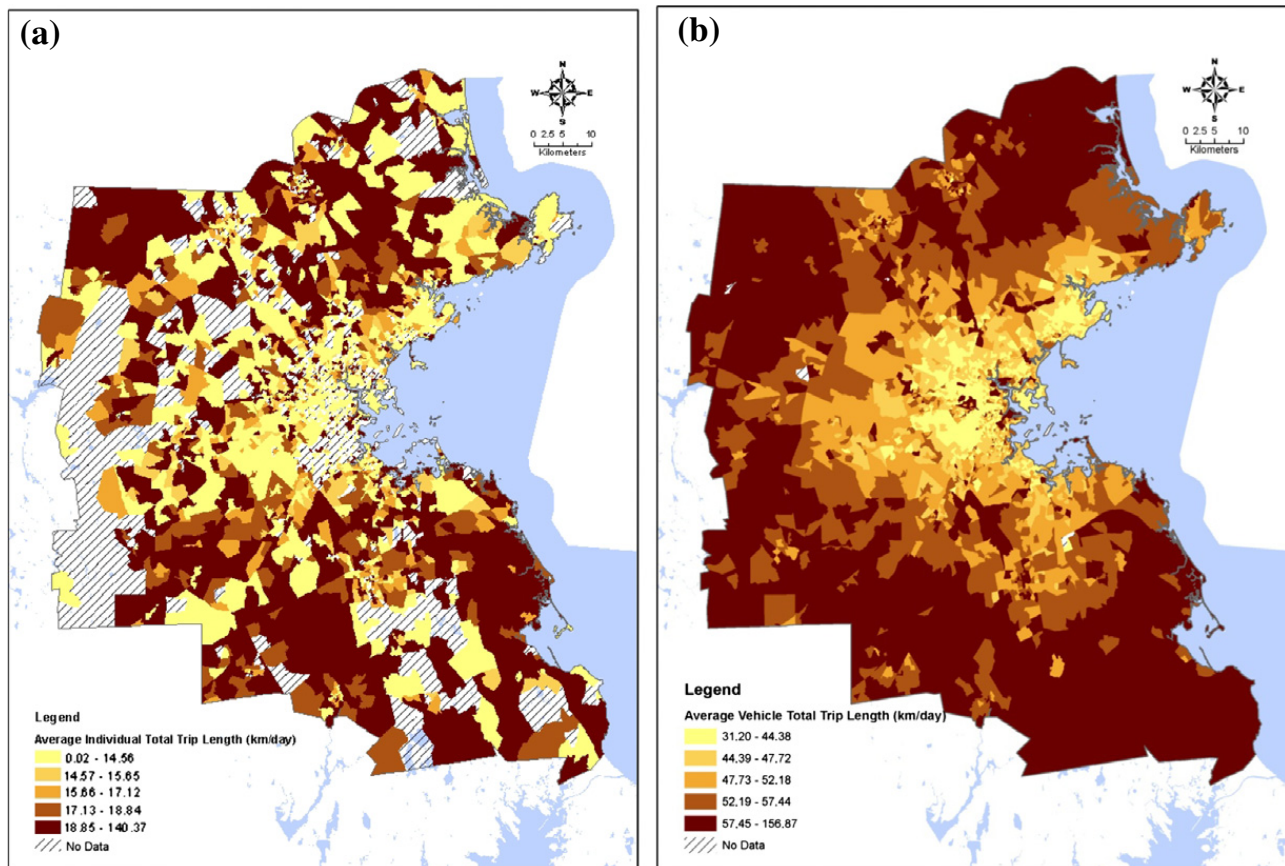 (a)
N
W E
S
0 2.5 5 10
Kilometers
Legend
Average Individual Total Trip Length (km/day)
0.02 - 14.56
14.57 - 15.65
15.66 - 17.12
17.13 - 18.84
18.85 - 140.37
No Data
(b)
N
W E
S
0 2.5 5 10
Kilometers
Legend
Average Vehicle Total Trip Length (km/day)
31.20 - 44.38
44.39 - 47.72
47.73 - 52.18
52.19 - 57.44
57.45 - 156.87
No Data